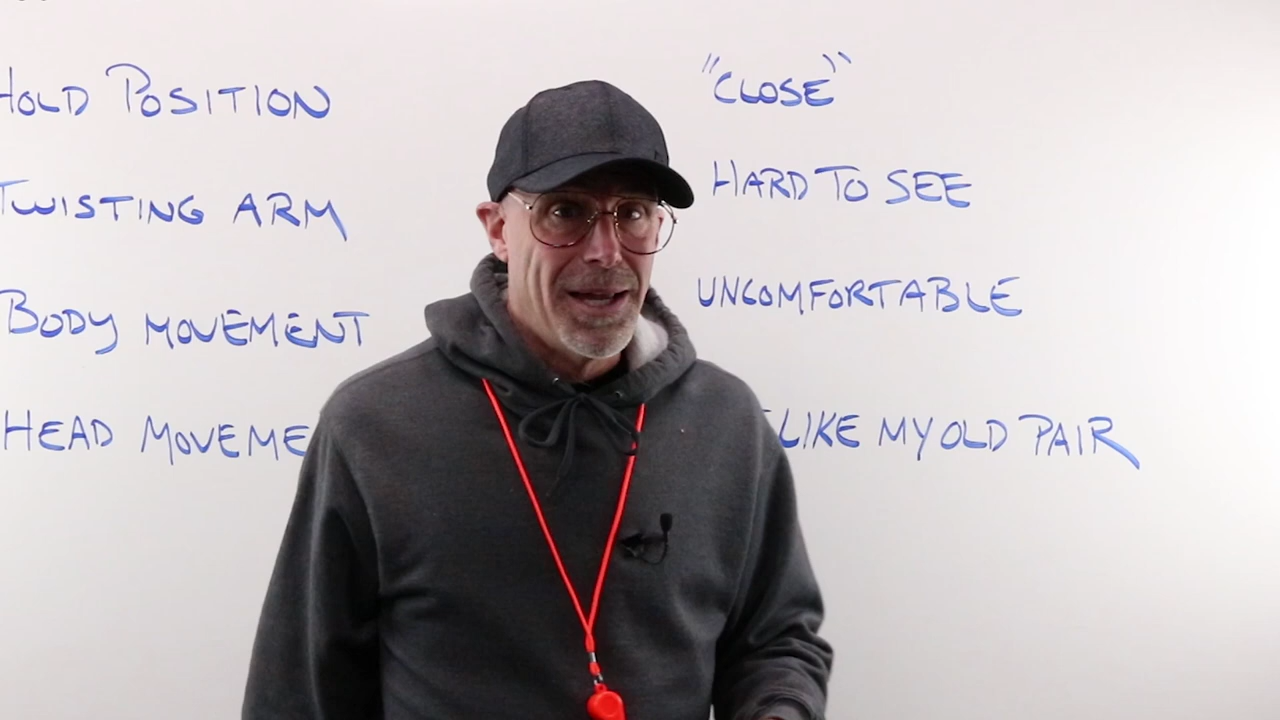 HOLD POSITION
TWISTING ARM
BODY MOVEMENT
HEAD MOVEME
"CLOSE"
HARD TO SEE
UNCOMFORTABLE
LIKE MY OLD PAIR